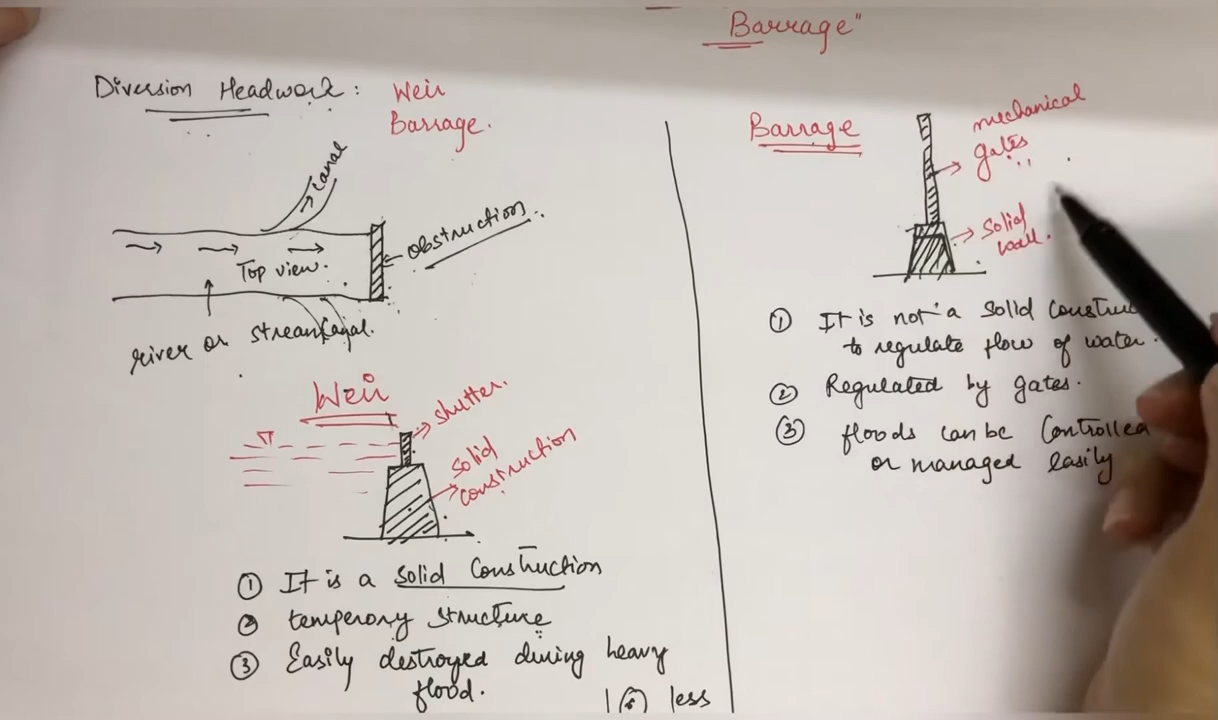 Barrage"
Diversion Headwork:
Weir
Barrage.
canal
obstruction..
Top view.
river or stream
Canal.
Weir
shutter.
solid
construction
① It is a solid Construction
② temperory structure
③ Easily destroyed during heavy
flood.
less
Barrage
mechanical
gates
solid
wall.
① It is not a solid Construc
to regulate flow of water.
② Regulated by gates.
③ floods can be Controlled
or managed easily